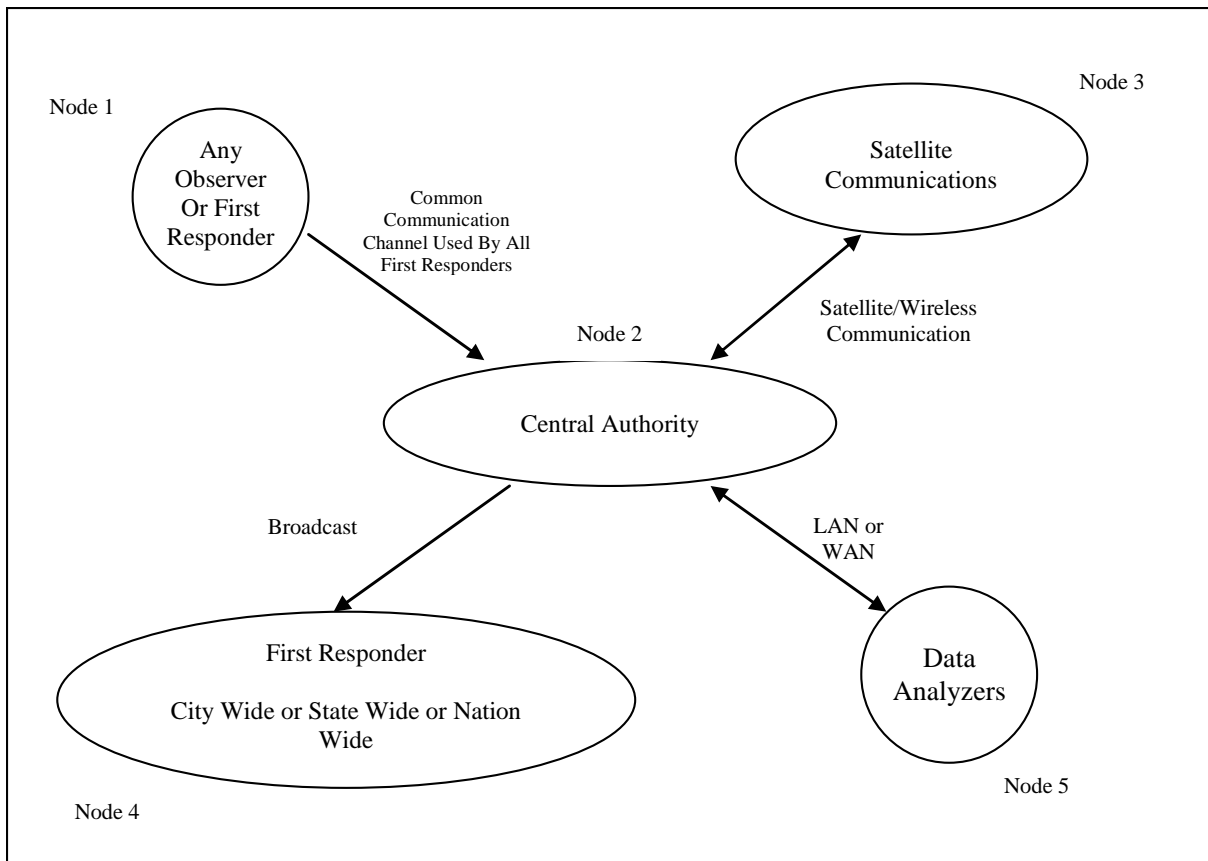 Node 1
Any
Observer
Or First
Responder
Common
Communication
Channel Used By All
First Responders
Node 3
Satellite
Communications
Satellite/Wireless
Communication
Node 2
Central Authority
Broadcast
LAN or
WAN
First Responder
City Wide or State Wide or Nation
Wide
Node 4
Data
Analyzers
Node 5